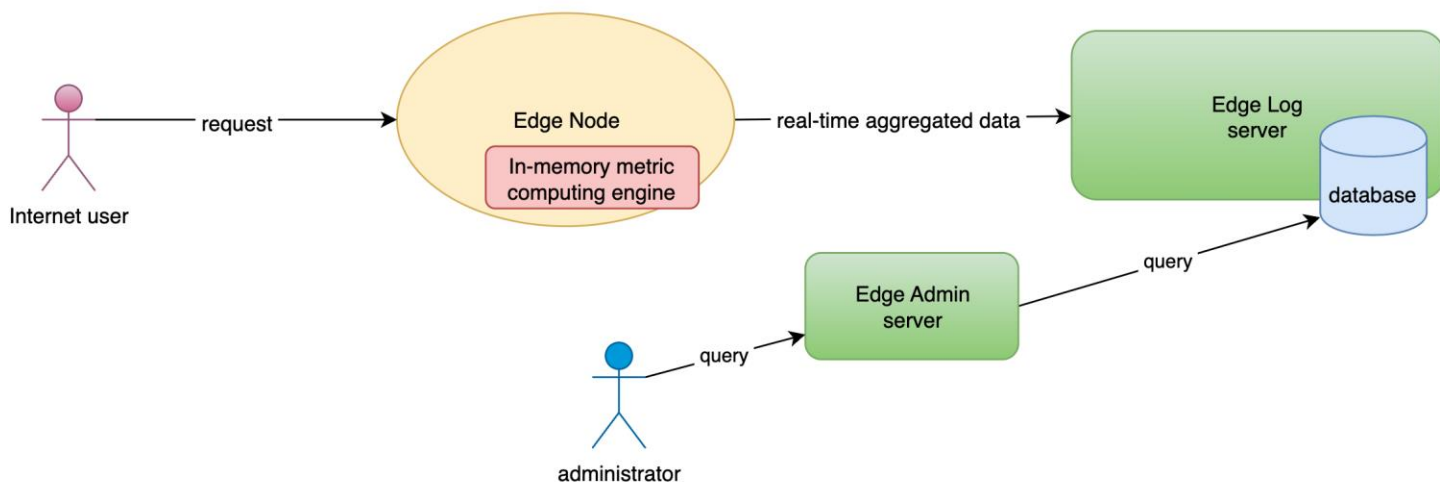 Internet user
request
Edge Node
In-memory metric
computing engine
real-time aggregated data
Edge Log
server
database
administrator
query
Edge Admin
server
query